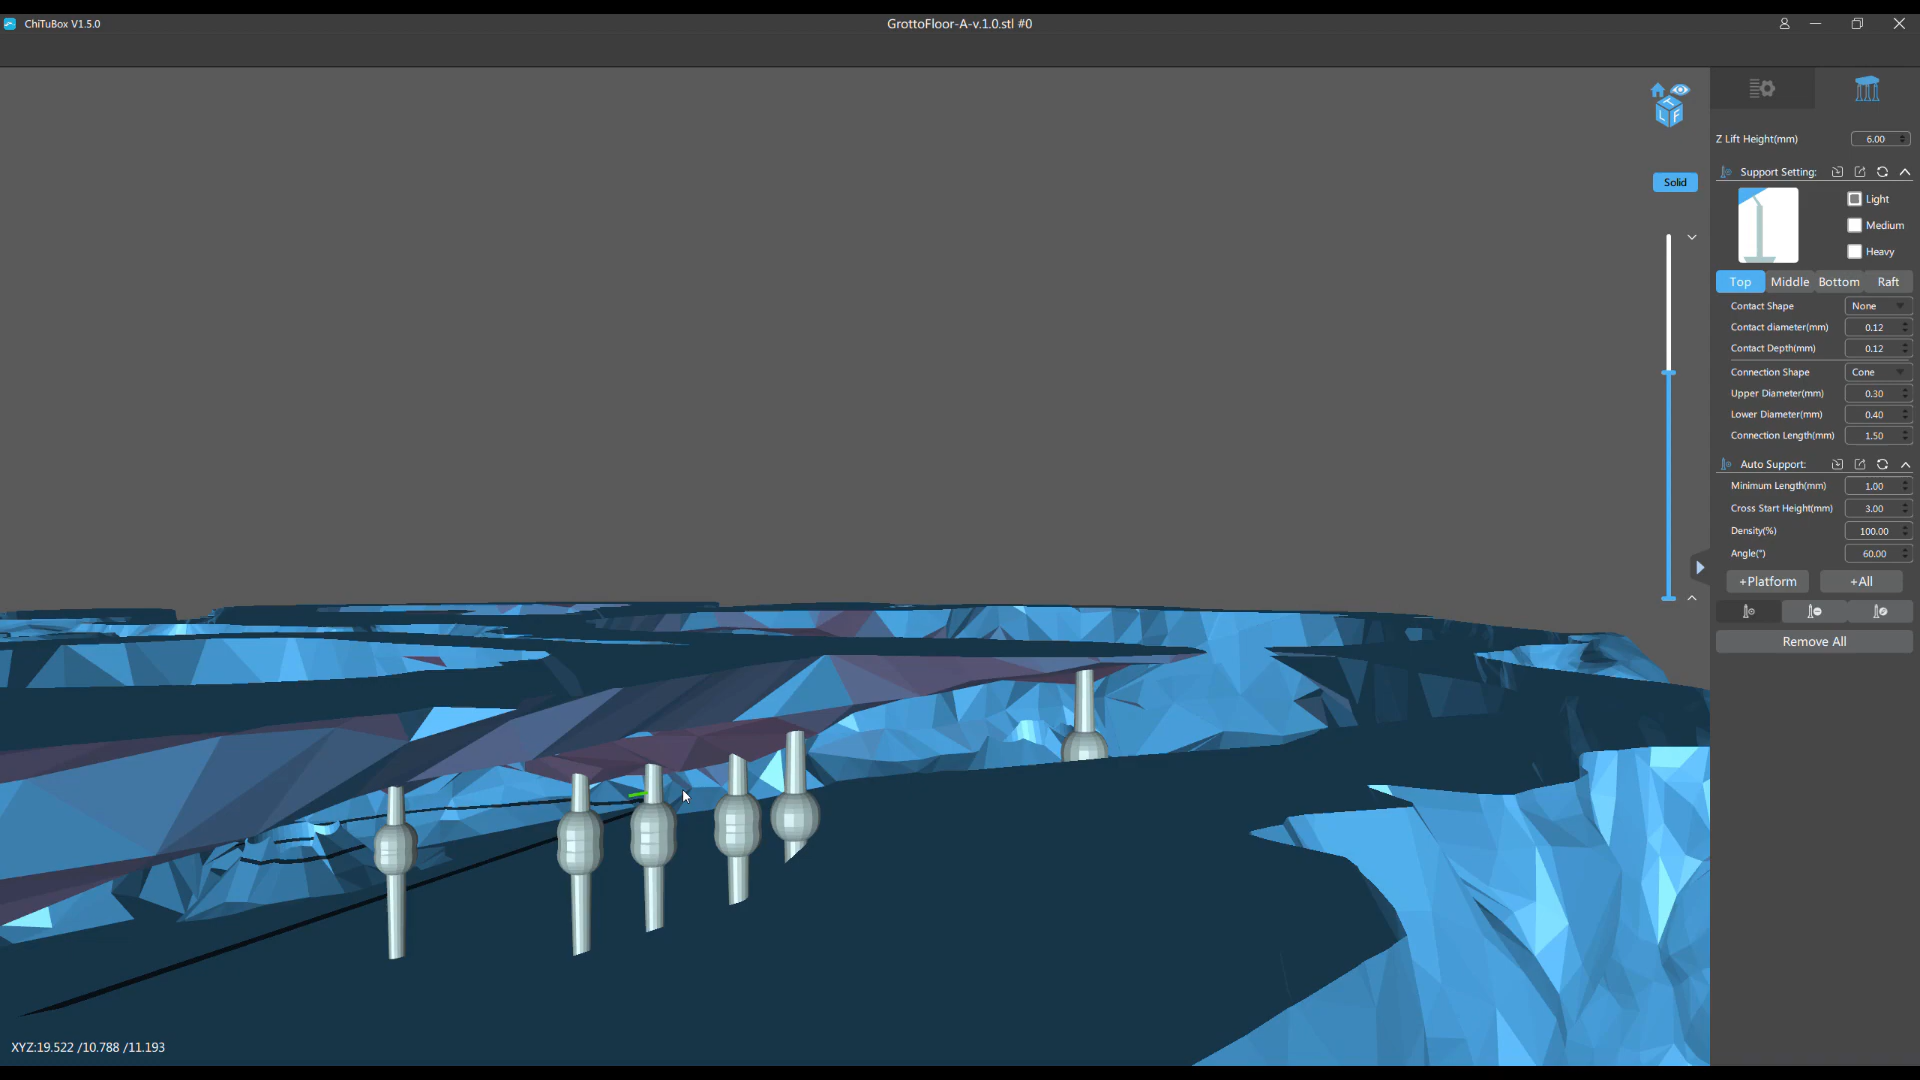 ChiTuBox V1.5.0
GrottoFloor-A-v.1.0.stl #0
T
L F
Solid
Z Lift Height(mm) 6.00
Support Setting:
Light
Medium
Heavy
Top Middle Bottom Raft
Contact Shape None
Contact diameter(mm) 0.12
Contact Depth(mm) 0.12
Connection Shape Cone
Upper Diameter(mm) 0.30
Lower Diameter(mm) 0.40
Connection Length(mm) 1.50
Auto Support:
Minimum Length(mm) 1.00
Cross Start Height(mm) 3.00
Density(%) 100.00
Angle(°) 60.00
+Platform +All
Remove All
XYZ:19.522 /10.788 /11.193